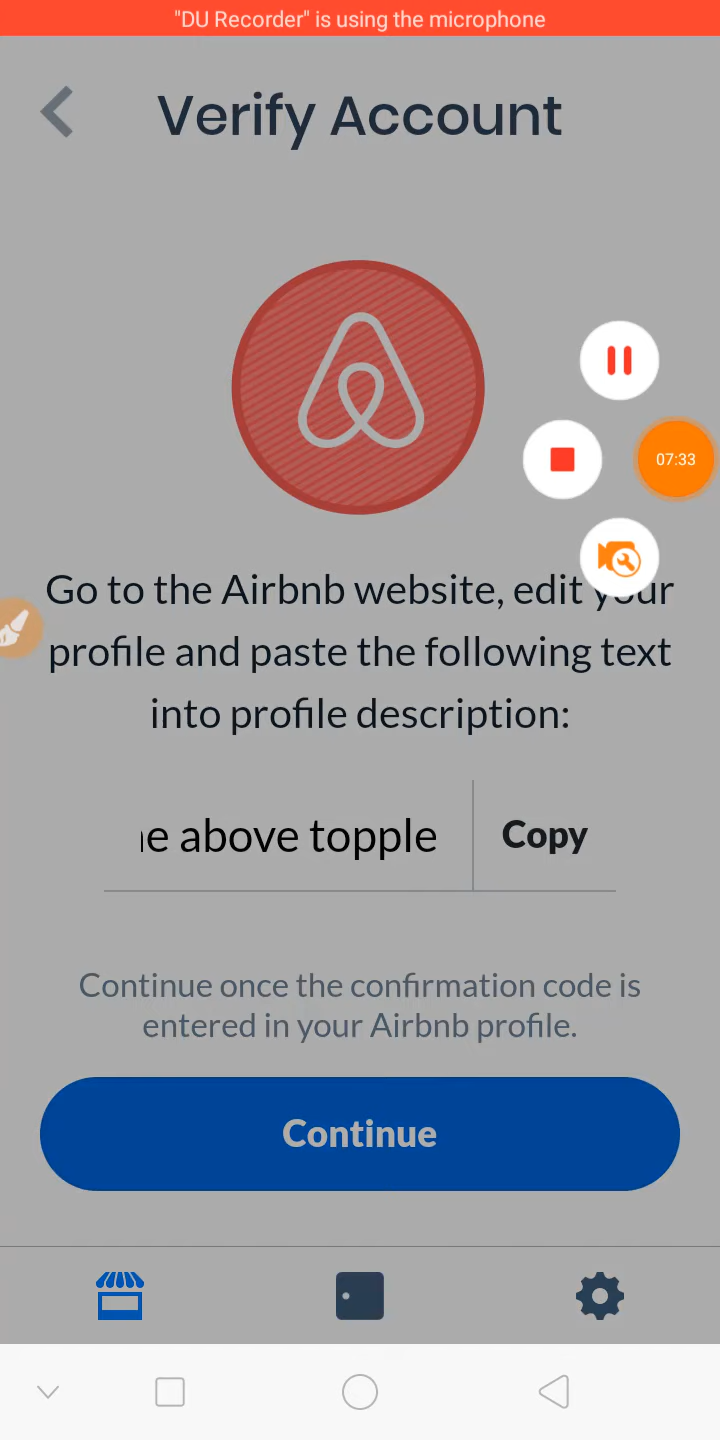 "DU Recorder" is using the microphone
Verify Account
07:33
Go to the Airbnb website, edit your
profile and paste the following text
into profile description:
above topple
Copy
Continue once the confirmation code is
entered in your Airbnb profile.
Continue